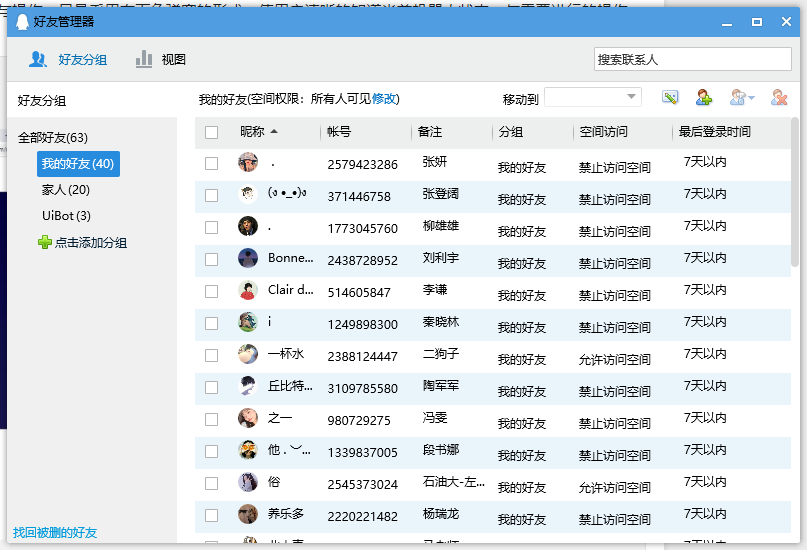 好友管理器
好友分组 视图 搜索联系人
好友分组 我的好友(空间权限：所有人可见修改) 移动到
全部好友(63)
我的好友(40)
家人(20)
UiBot(3)
点击添加分组
昵称 帐号 备注 分组 空间访问 最后登录时间
. 2579423286 张妍 我的好友 禁止访问空间 7天以内
(ง •_•)ง 371446758 张登阔 我的好友 禁止访问空间 7天以内
. 1773045760 柳雄雄 我的好友 禁止访问空间 7天以内
Bonne... 2438728952 刘利宇 我的好友 禁止访问空间 7天以内
Clair d... 514605847 李谦 我的好友 禁止访问空间 7天以内
i 1249898300 秦晓林 我的好友 禁止访问空间 7天以内
一杯水 2388124447 二狗子 我的好友 允许访问空间 7天以内
丘比特... 3109785580 陶军军 我的好友 禁止访问空间 7天以内
之一 980729275 冯雯 我的好友 禁止访问空间 7天以内
他 . ︶... 1339837005 段书娜 我的好友 禁止访问空间 7天以内
俗 2545373024 石油大-左... 我的好友 允许访问空间 7天以内
养乐多 2220221482 杨瑞龙 我的好友 禁止访问空间 7天以内
找回被删的好友